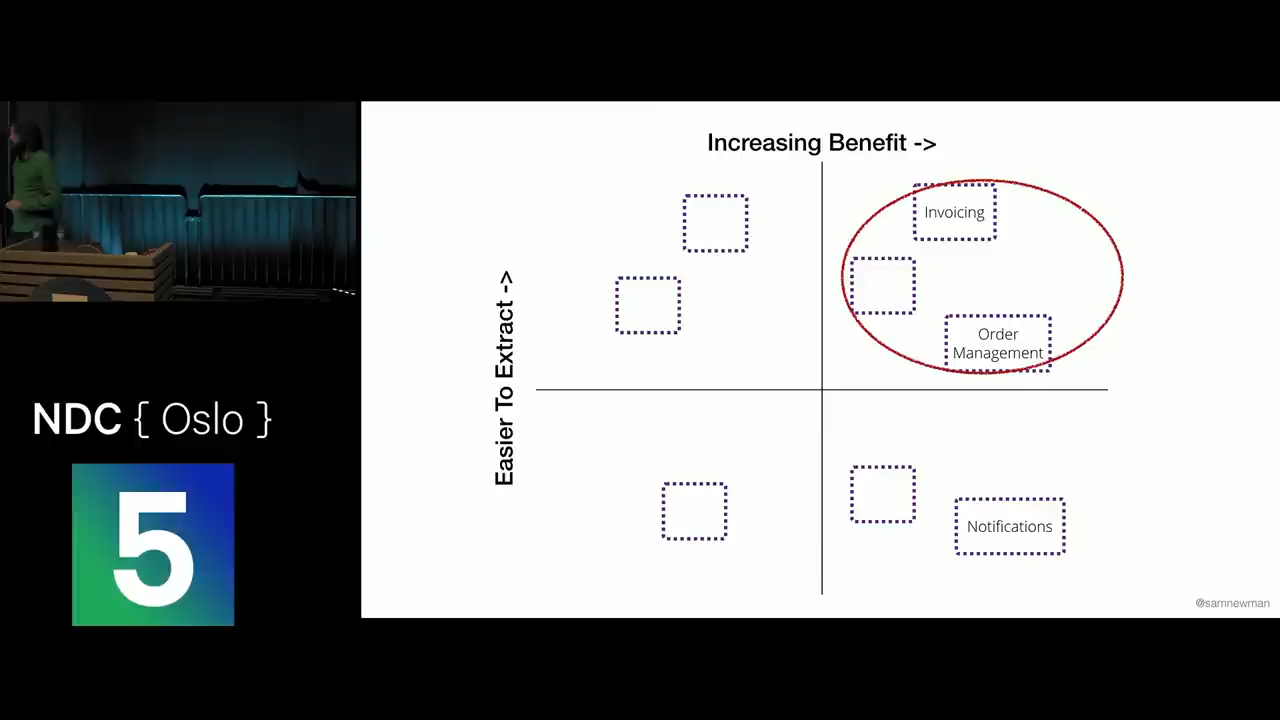 Increasing Benefit ->
Easier To Extract ->
Invoicing
Order
Management
Notifications
NDC { Oslo }
5
@samnewman